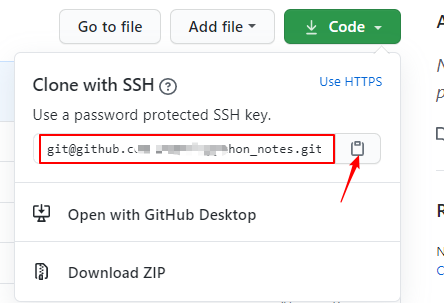 Go to file
Add file
Code
Clone with SSH
Use HTTPS
Use a password protected SSH key.
git@github.c hon_notes.git
Open with GitHub Desktop
Download ZIP